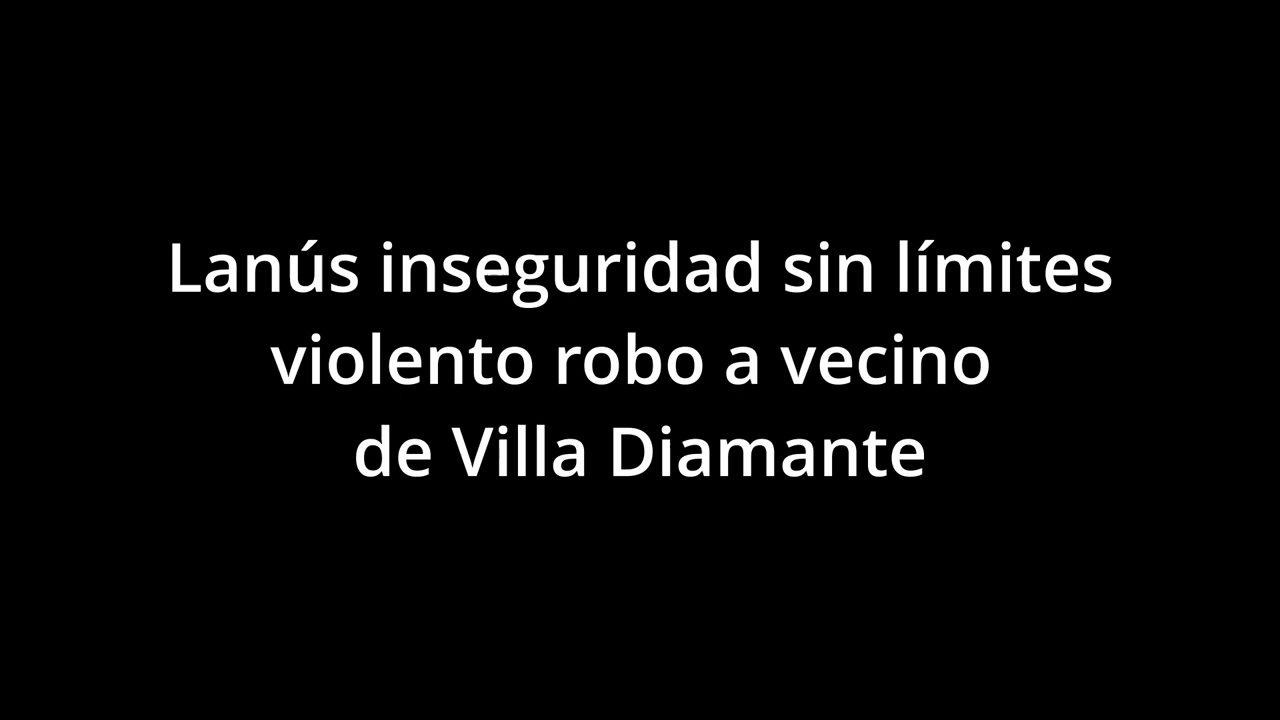 Lanús inseguridad sin límites
violento robo a vecino
de Villa Diamante